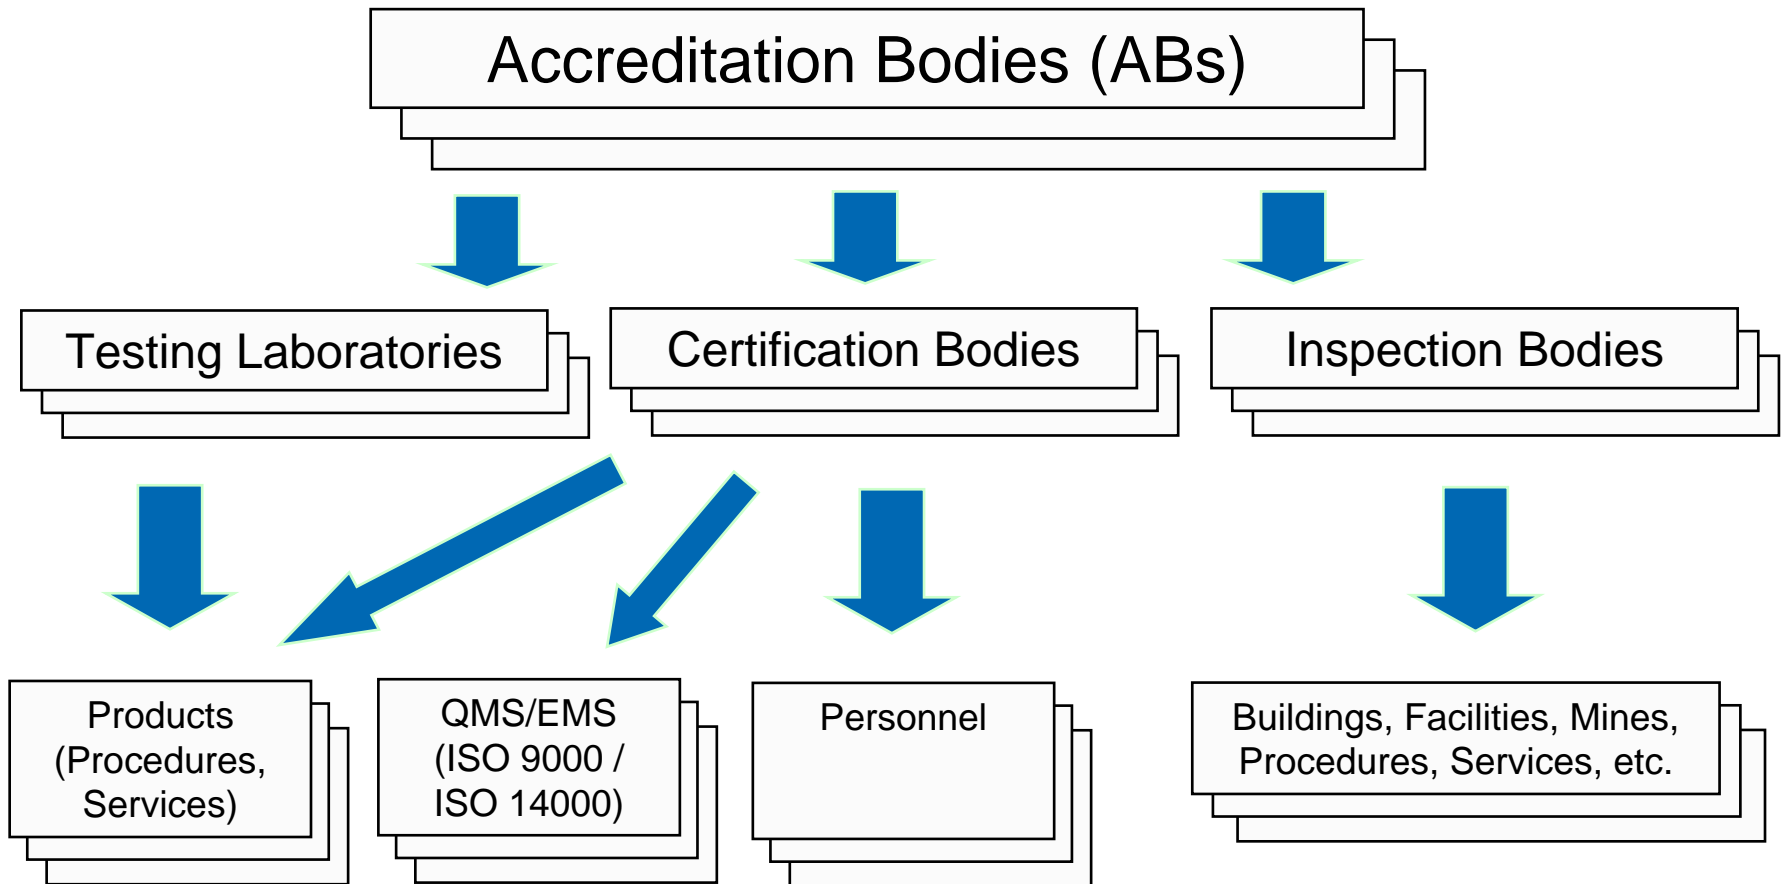 Accreditation Bodies (ABs)
Testing Laboratories
Certification Bodies
Inspection Bodies
Products
(Procedures,
Services)
QMS/EMS
(ISO 9000 /
ISO 14000)
Personnel
Buildings, Facilities, Mines,
Procedures, Services, etc.